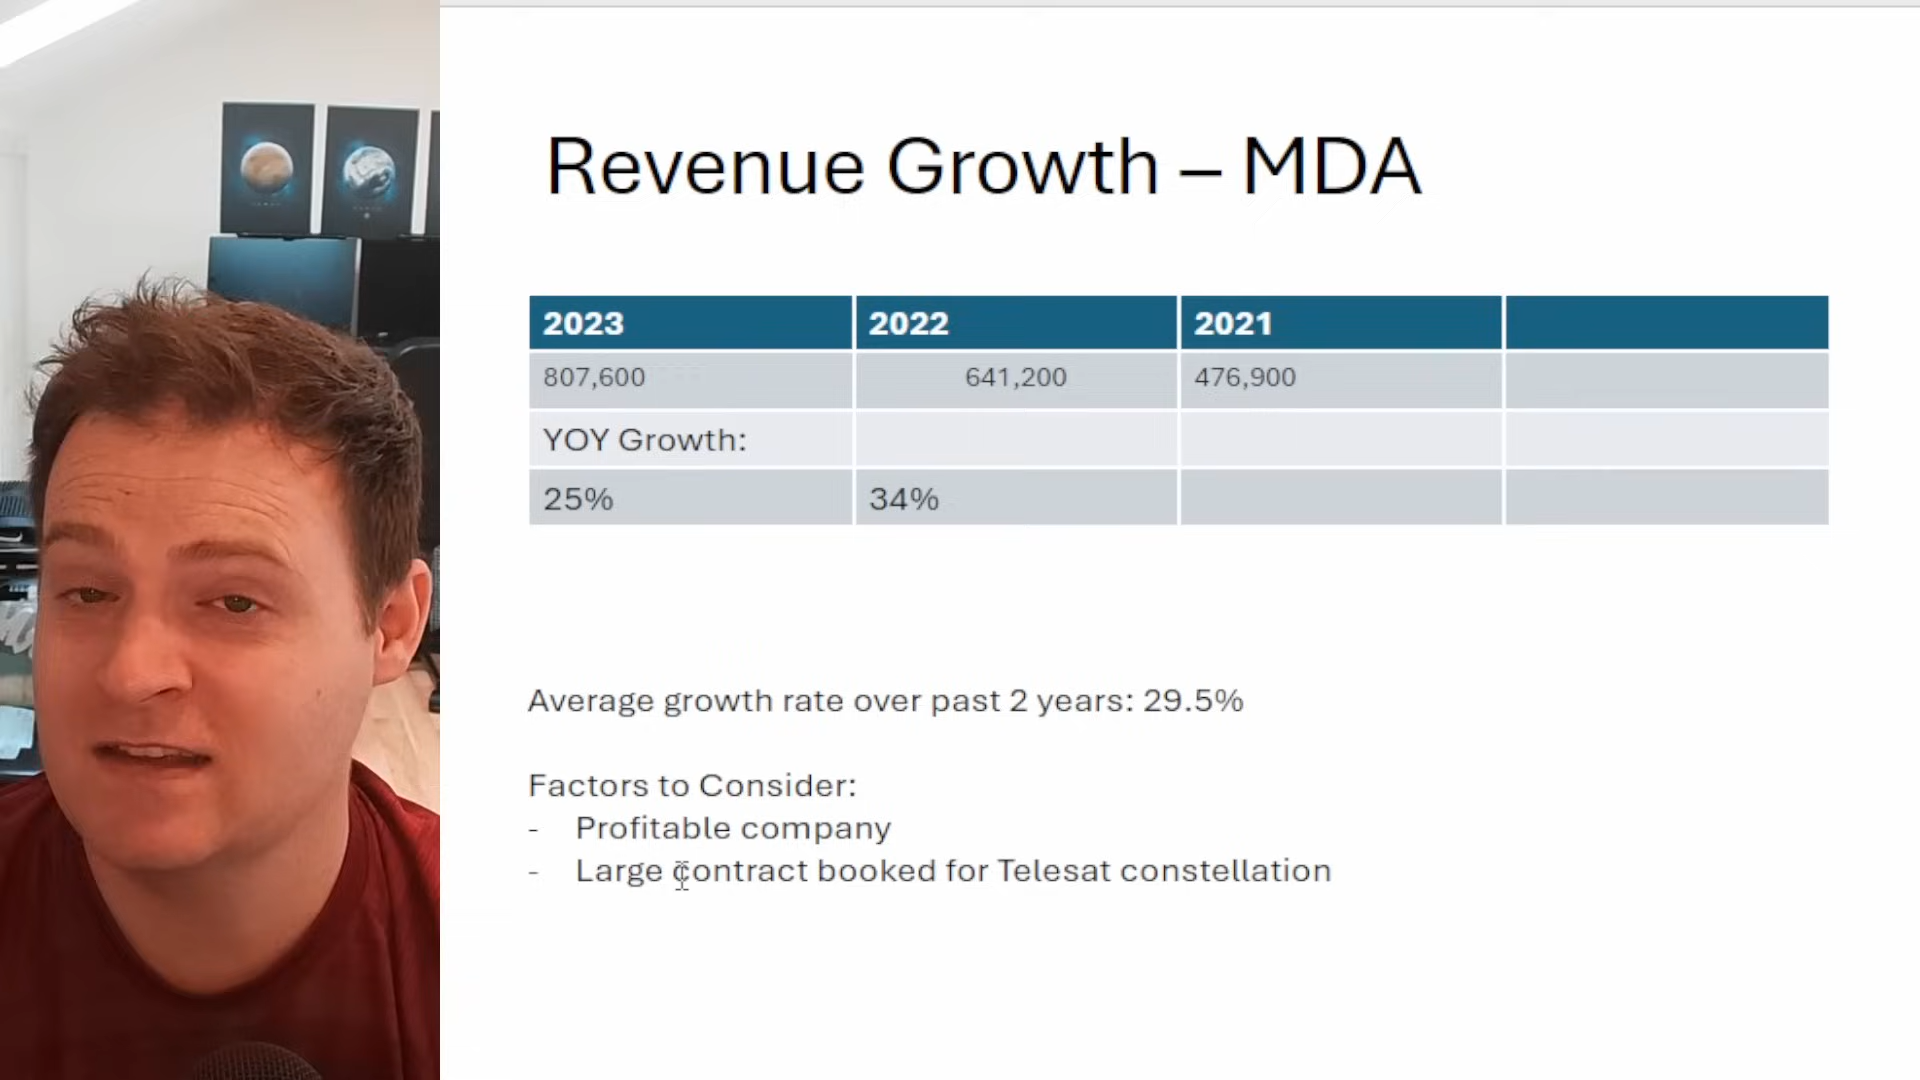 Revenue Growth – MDA
2023 2022 2021
807,600 641,200 476,900
YOY Growth:
25% 34%
Average growth rate over past 2 years: 29.5%
Factors to Consider:
- Profitable company
- Large contract booked for Telesat constellation